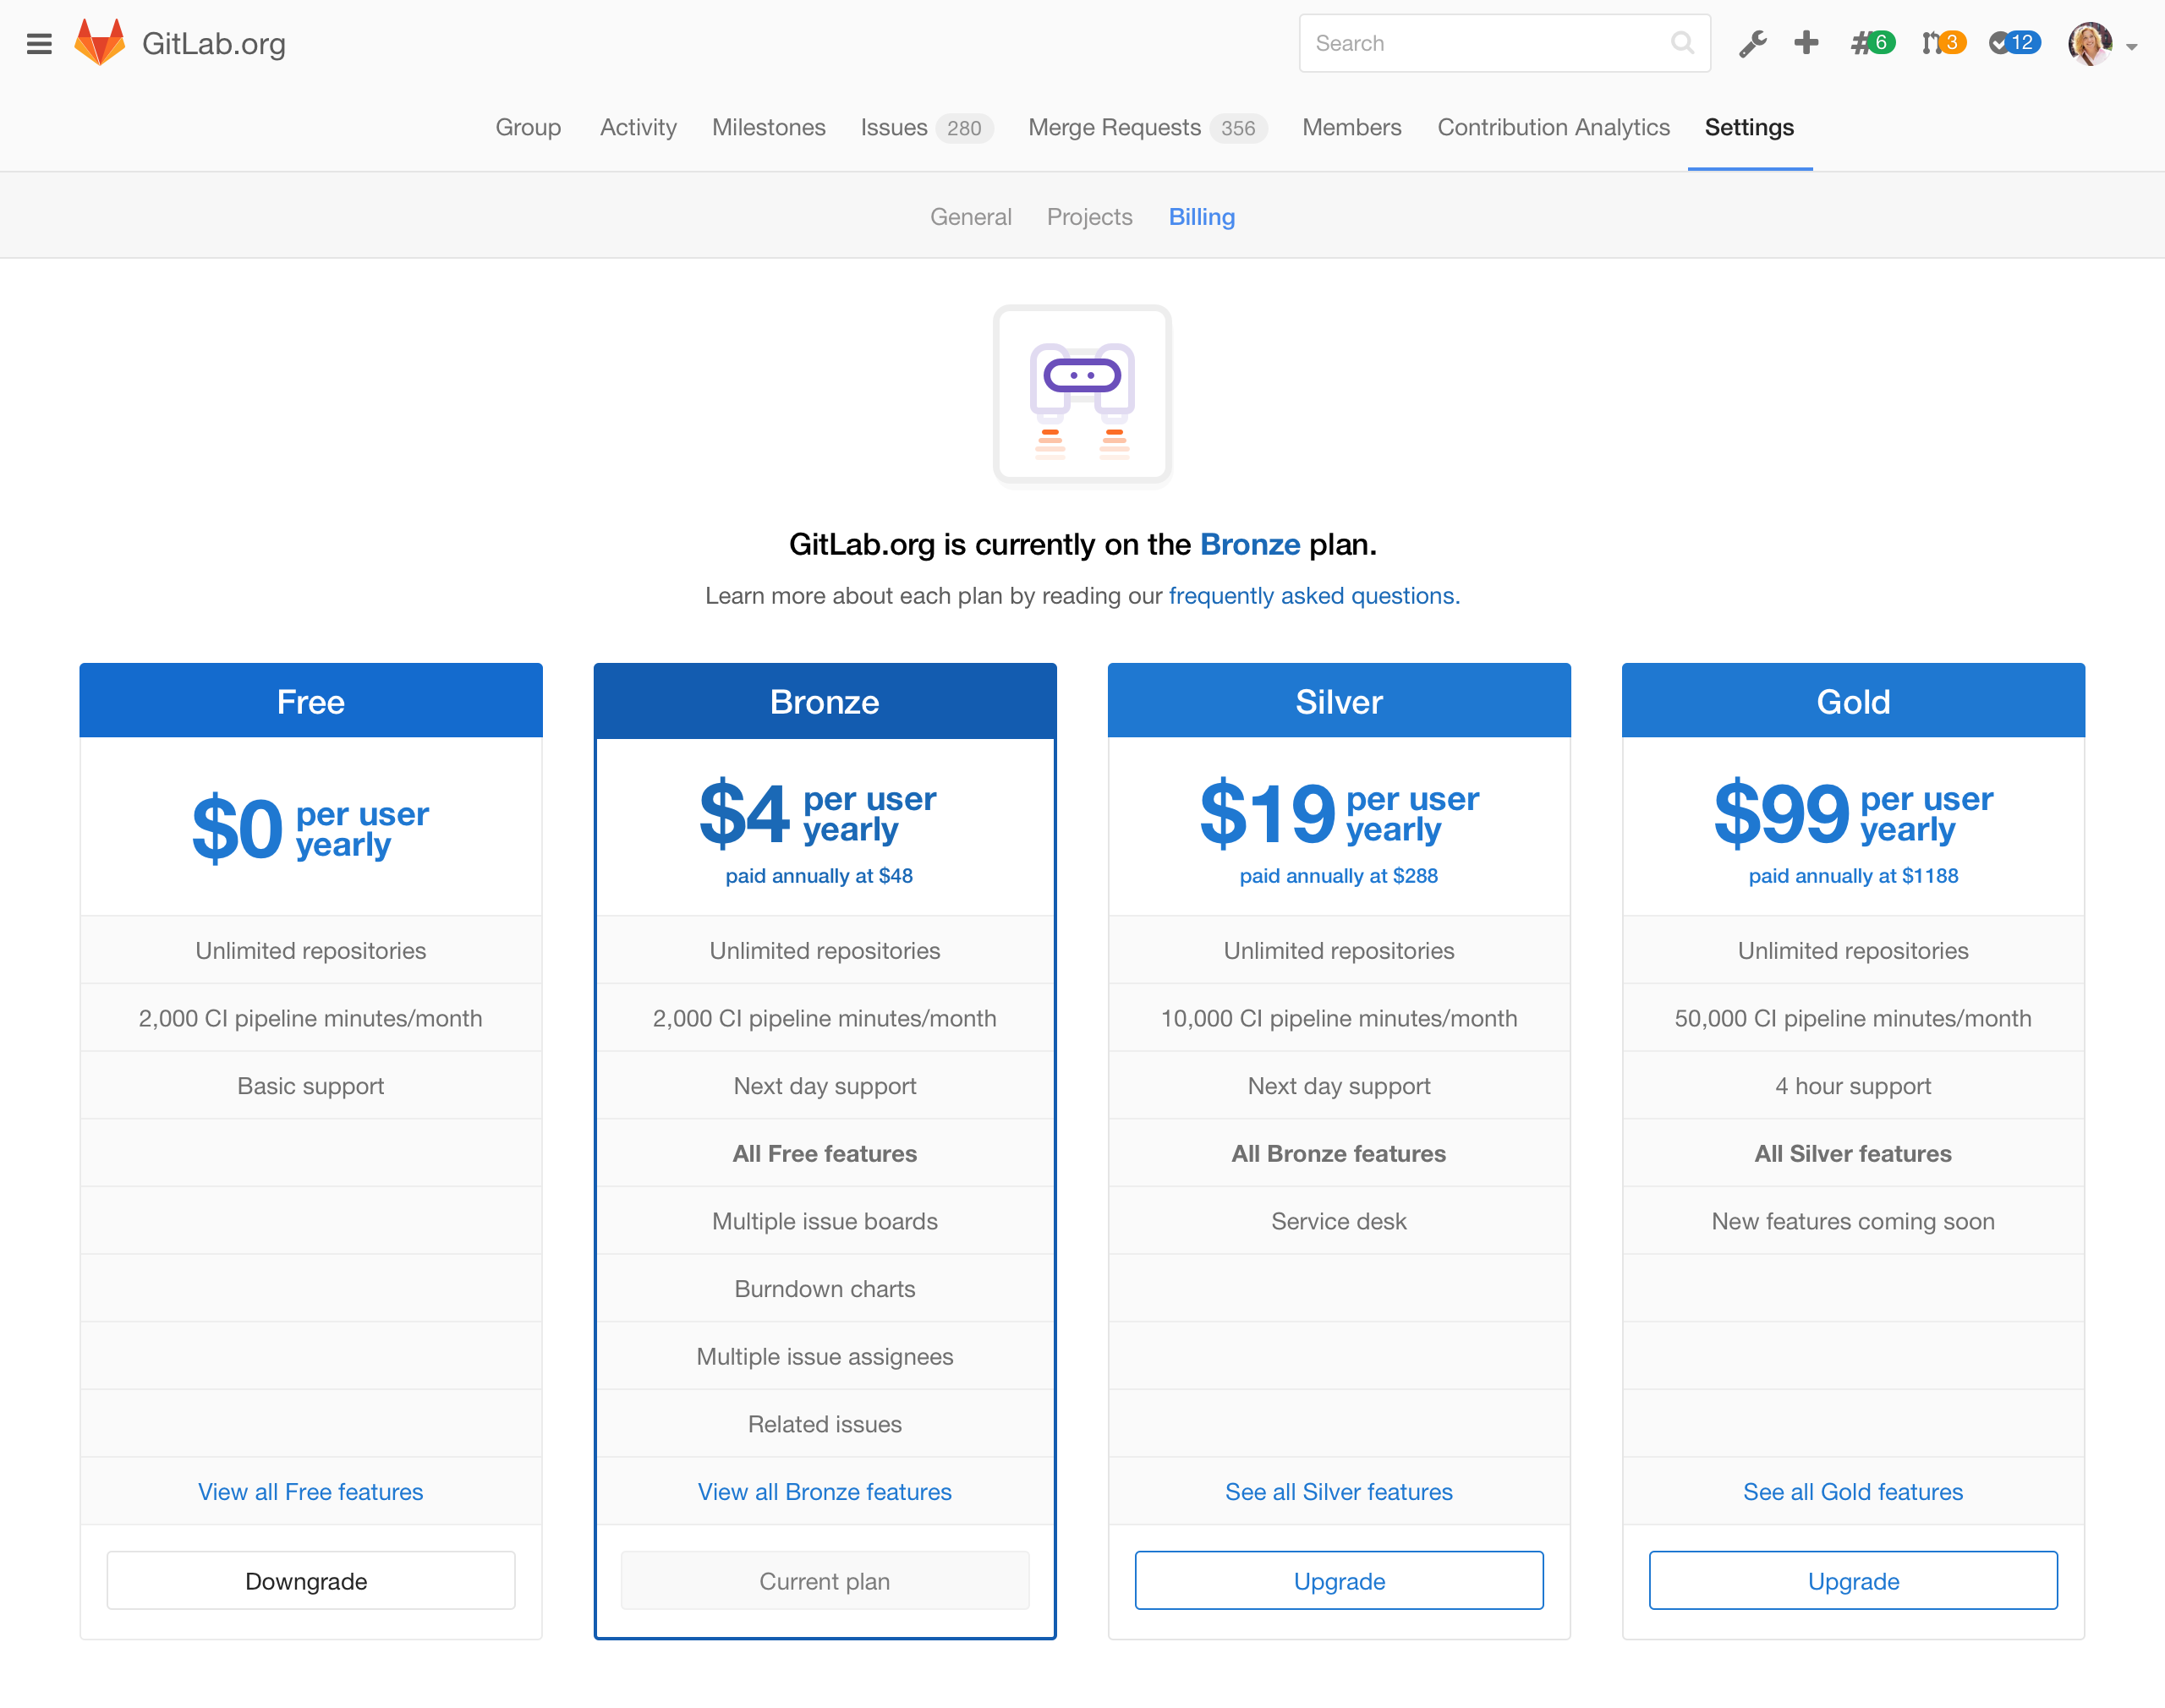 GitLab.org
Search
6
3
12
Group
Activity
Milestones
Issues 280
Merge Requests 356
Members
Contribution Analytics
Settings
General
Projects
Billing
GitLab.org is currently on the Bronze plan.
Learn more about each plan by reading our frequently asked questions.
Free
$0 per user
yearly
Unlimited repositories
2,000 CI pipeline minutes/month
Basic support
View all Free features
Downgrade
Bronze
$4 per user
yearly
paid annually at $48
Unlimited repositories
2,000 CI pipeline minutes/month
Next day support
All Free features
Multiple issue boards
Burndown charts
Multiple issue assignees
Related issues
View all Bronze features
Current plan
Silver
$19 per user
yearly
paid annually at $288
Unlimited repositories
10,000 CI pipeline minutes/month
Next day support
All Bronze features
Service desk
See all Silver features
Upgrade
Gold
$99 per user
yearly
paid annually at $1188
Unlimited repositories
50,000 CI pipeline minutes/month
4 hour support
All Silver features
New features coming soon
See all Gold features
Upgrade